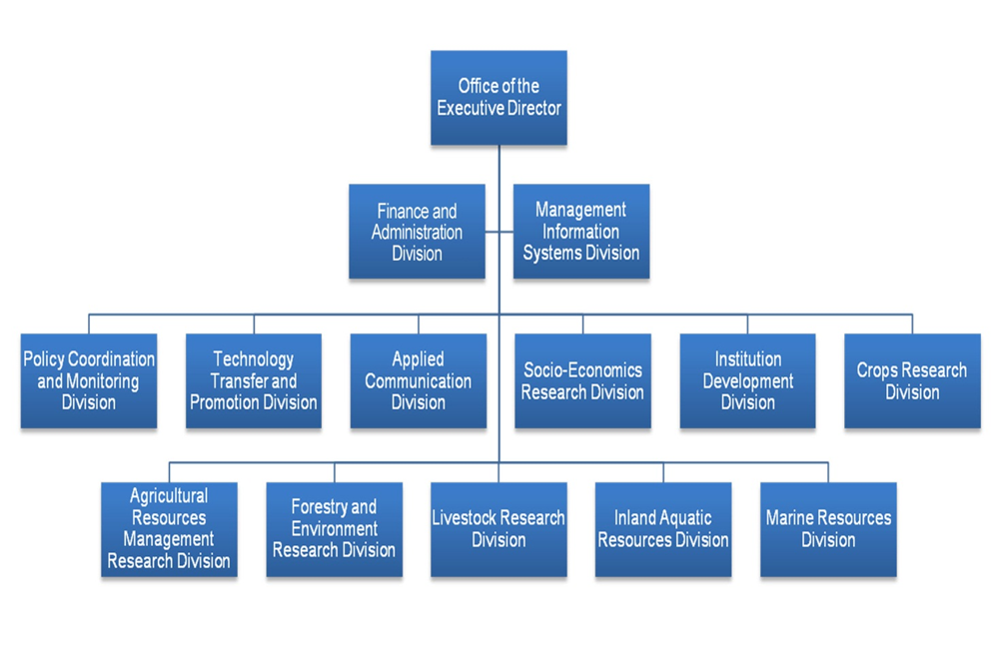 Office of the
Executive Director
Finance and
Administration
Division
Management
Information
Systems Division
Policy Coordination
and Monitoring
Division
Technology
Transfer and
Promotion Division
Applied
Communication
Division
Socio-Economics
Research Division
Institution
Development
Division
Crops Research
Division
Agricultural
Resources
Management
Research Division
Forestry and
Environment
Research Division
Livestock Research
Division
Inland Aquatic
Resources Division
Marine Resources
Division